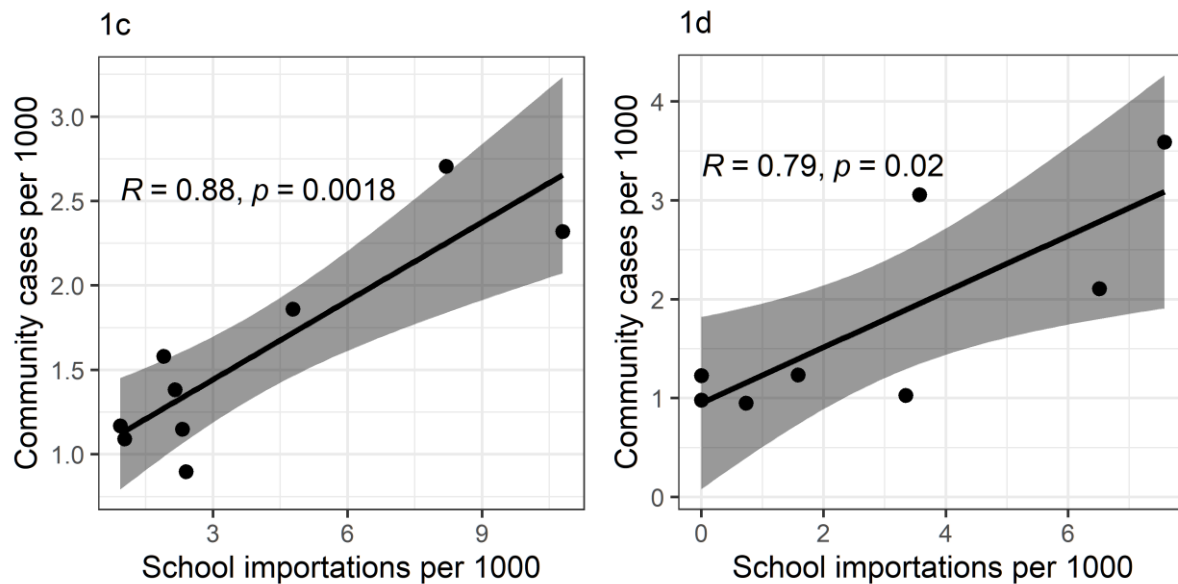 1c
Community cases per 1000
3.0
2.5
2.0
1.5
1.0
R = 0.88, p = 0.0018
3 6 9
School importations per 1000
1d
Community cases per 1000
4
3
2
1
0
R = 0.79, p = 0.02
0 2 4 6
School importations per 1000